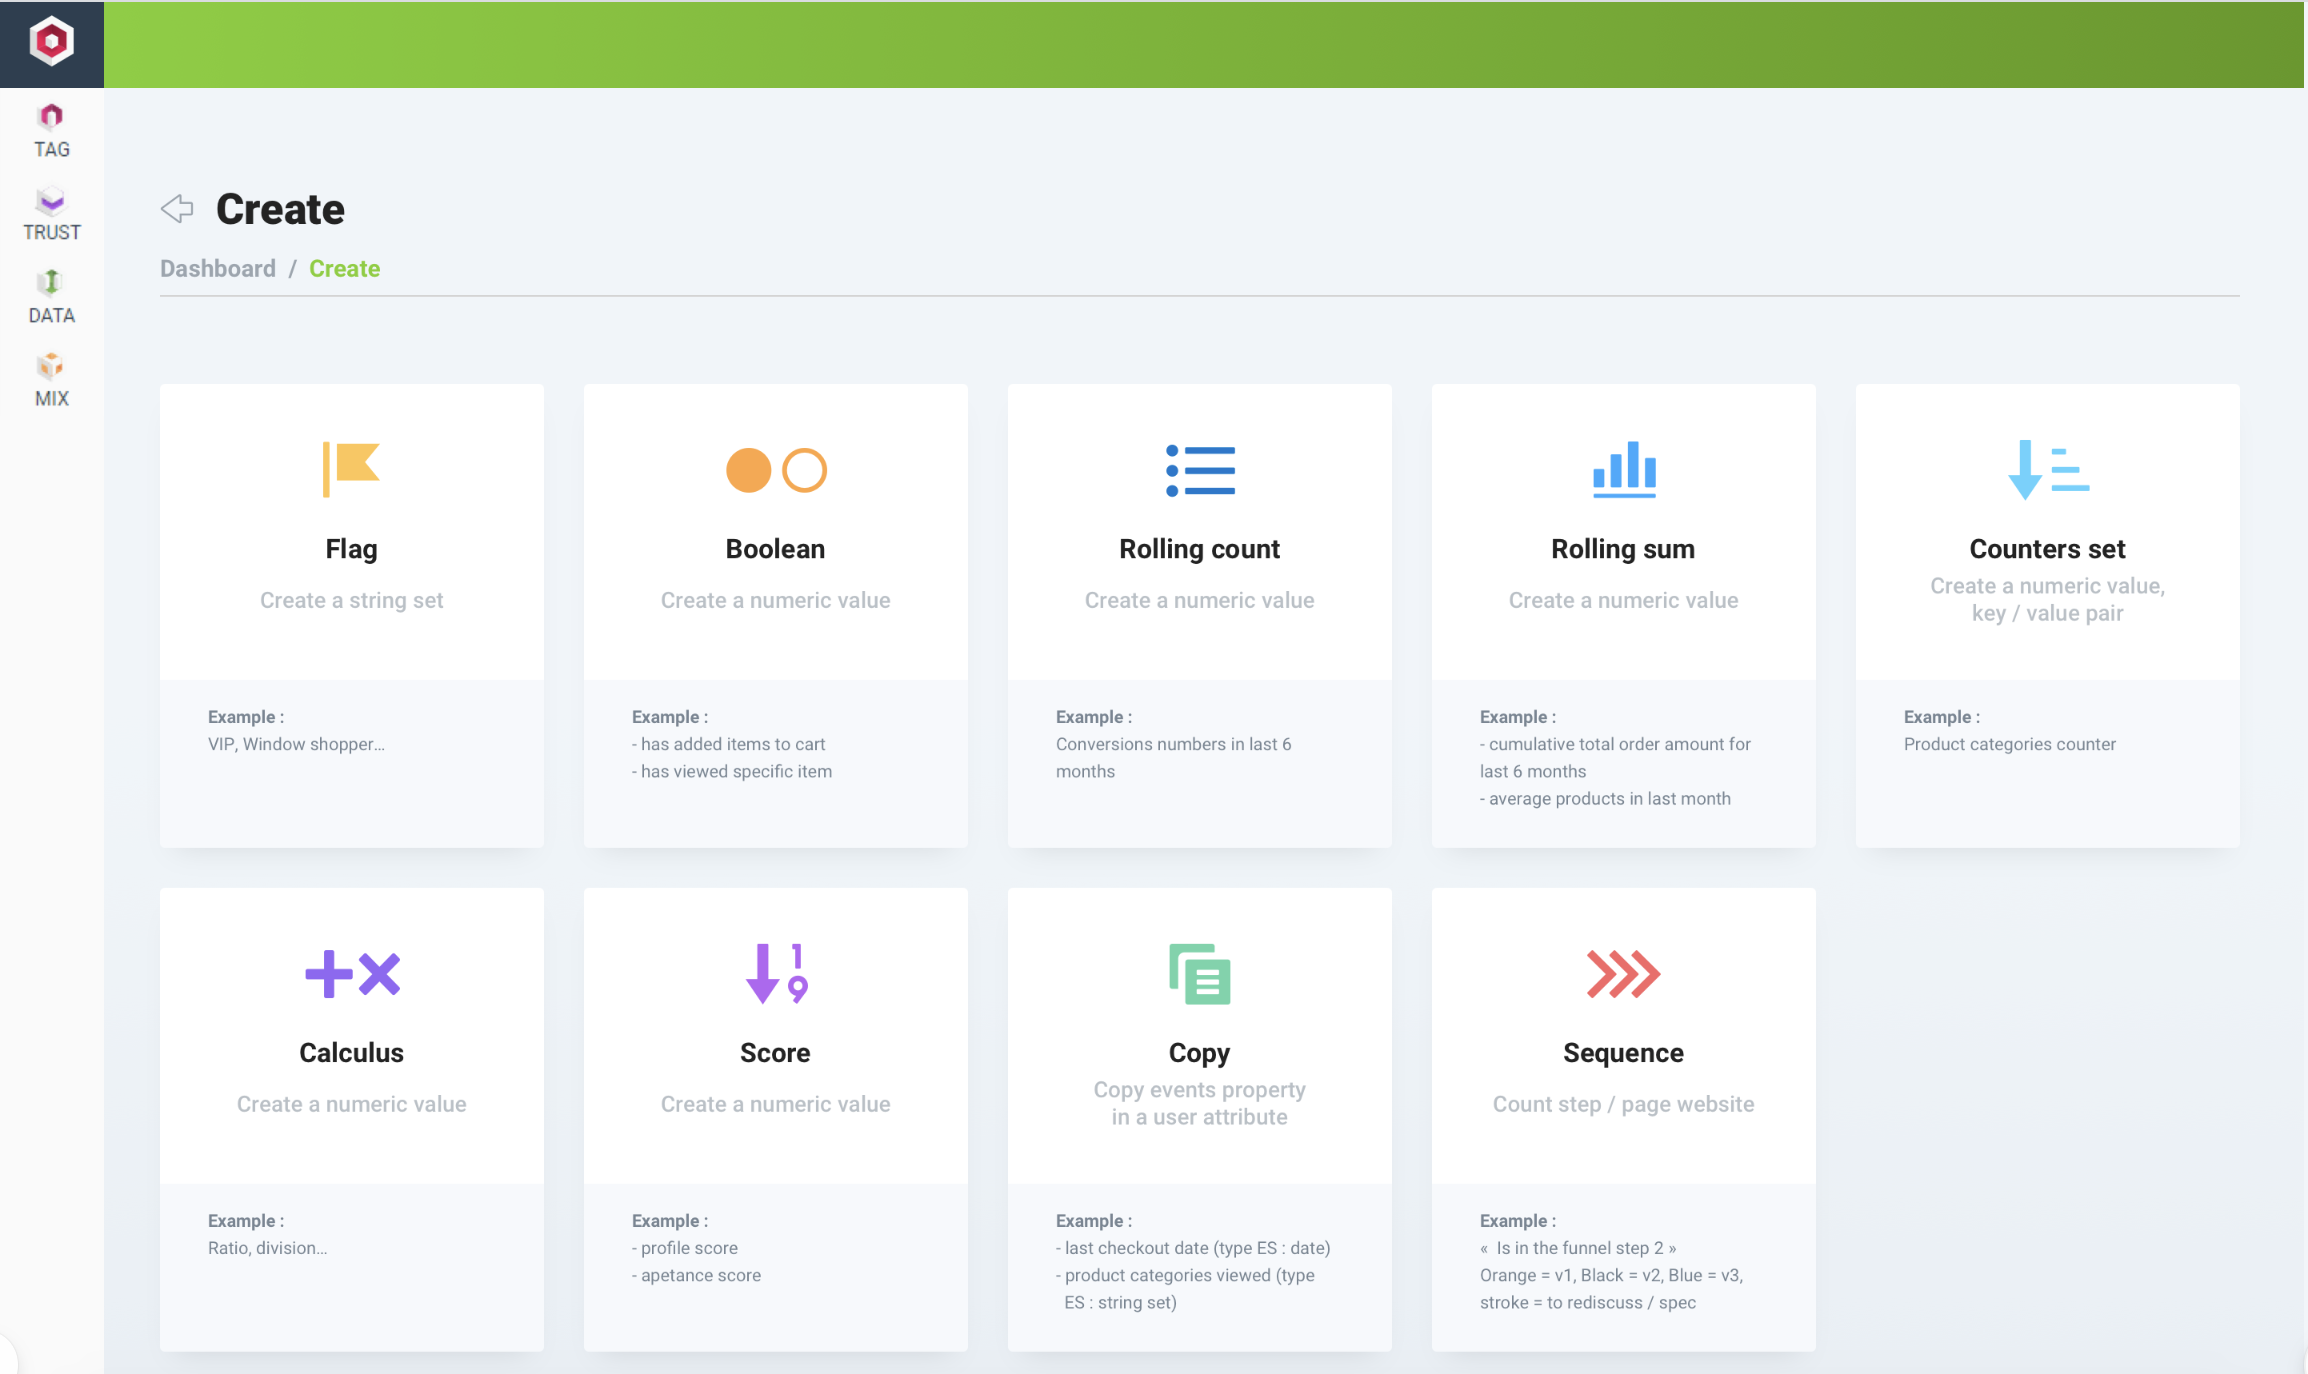 TAG
TRUST
DATA
MIX
Create
Dashboard / Create
Flag
Create a string set
Example :
VIP, Window shopper...
Boolean
Create a numeric value
Example :
- has added items to cart
- has viewed specific item
Rolling count
Create a numeric value
Example :
Conversions numbers in last 6
months
Rolling sum
Create a numeric value
Example :
- cumulative total order amount for
last 6 months
- average products in last month
Counters set
Create a numeric value,
key / value pair
Example :
Product categories counter
Calculus
Create a numeric value
Example :
Ratio, division...
1
9
Score
Create a numeric value
Example :
- profile score
- apetance score
Copy
Copy events property
in a user attribute
Example :
- last checkout date (type ES : date)
- product categories viewed (type
ES : string set)
Sequence
Count step / page website
Example :
« Is in the funnel step 2 »
Orange = v1, Black = v2, Blue = v3,
stroke = to rediscuss / spec